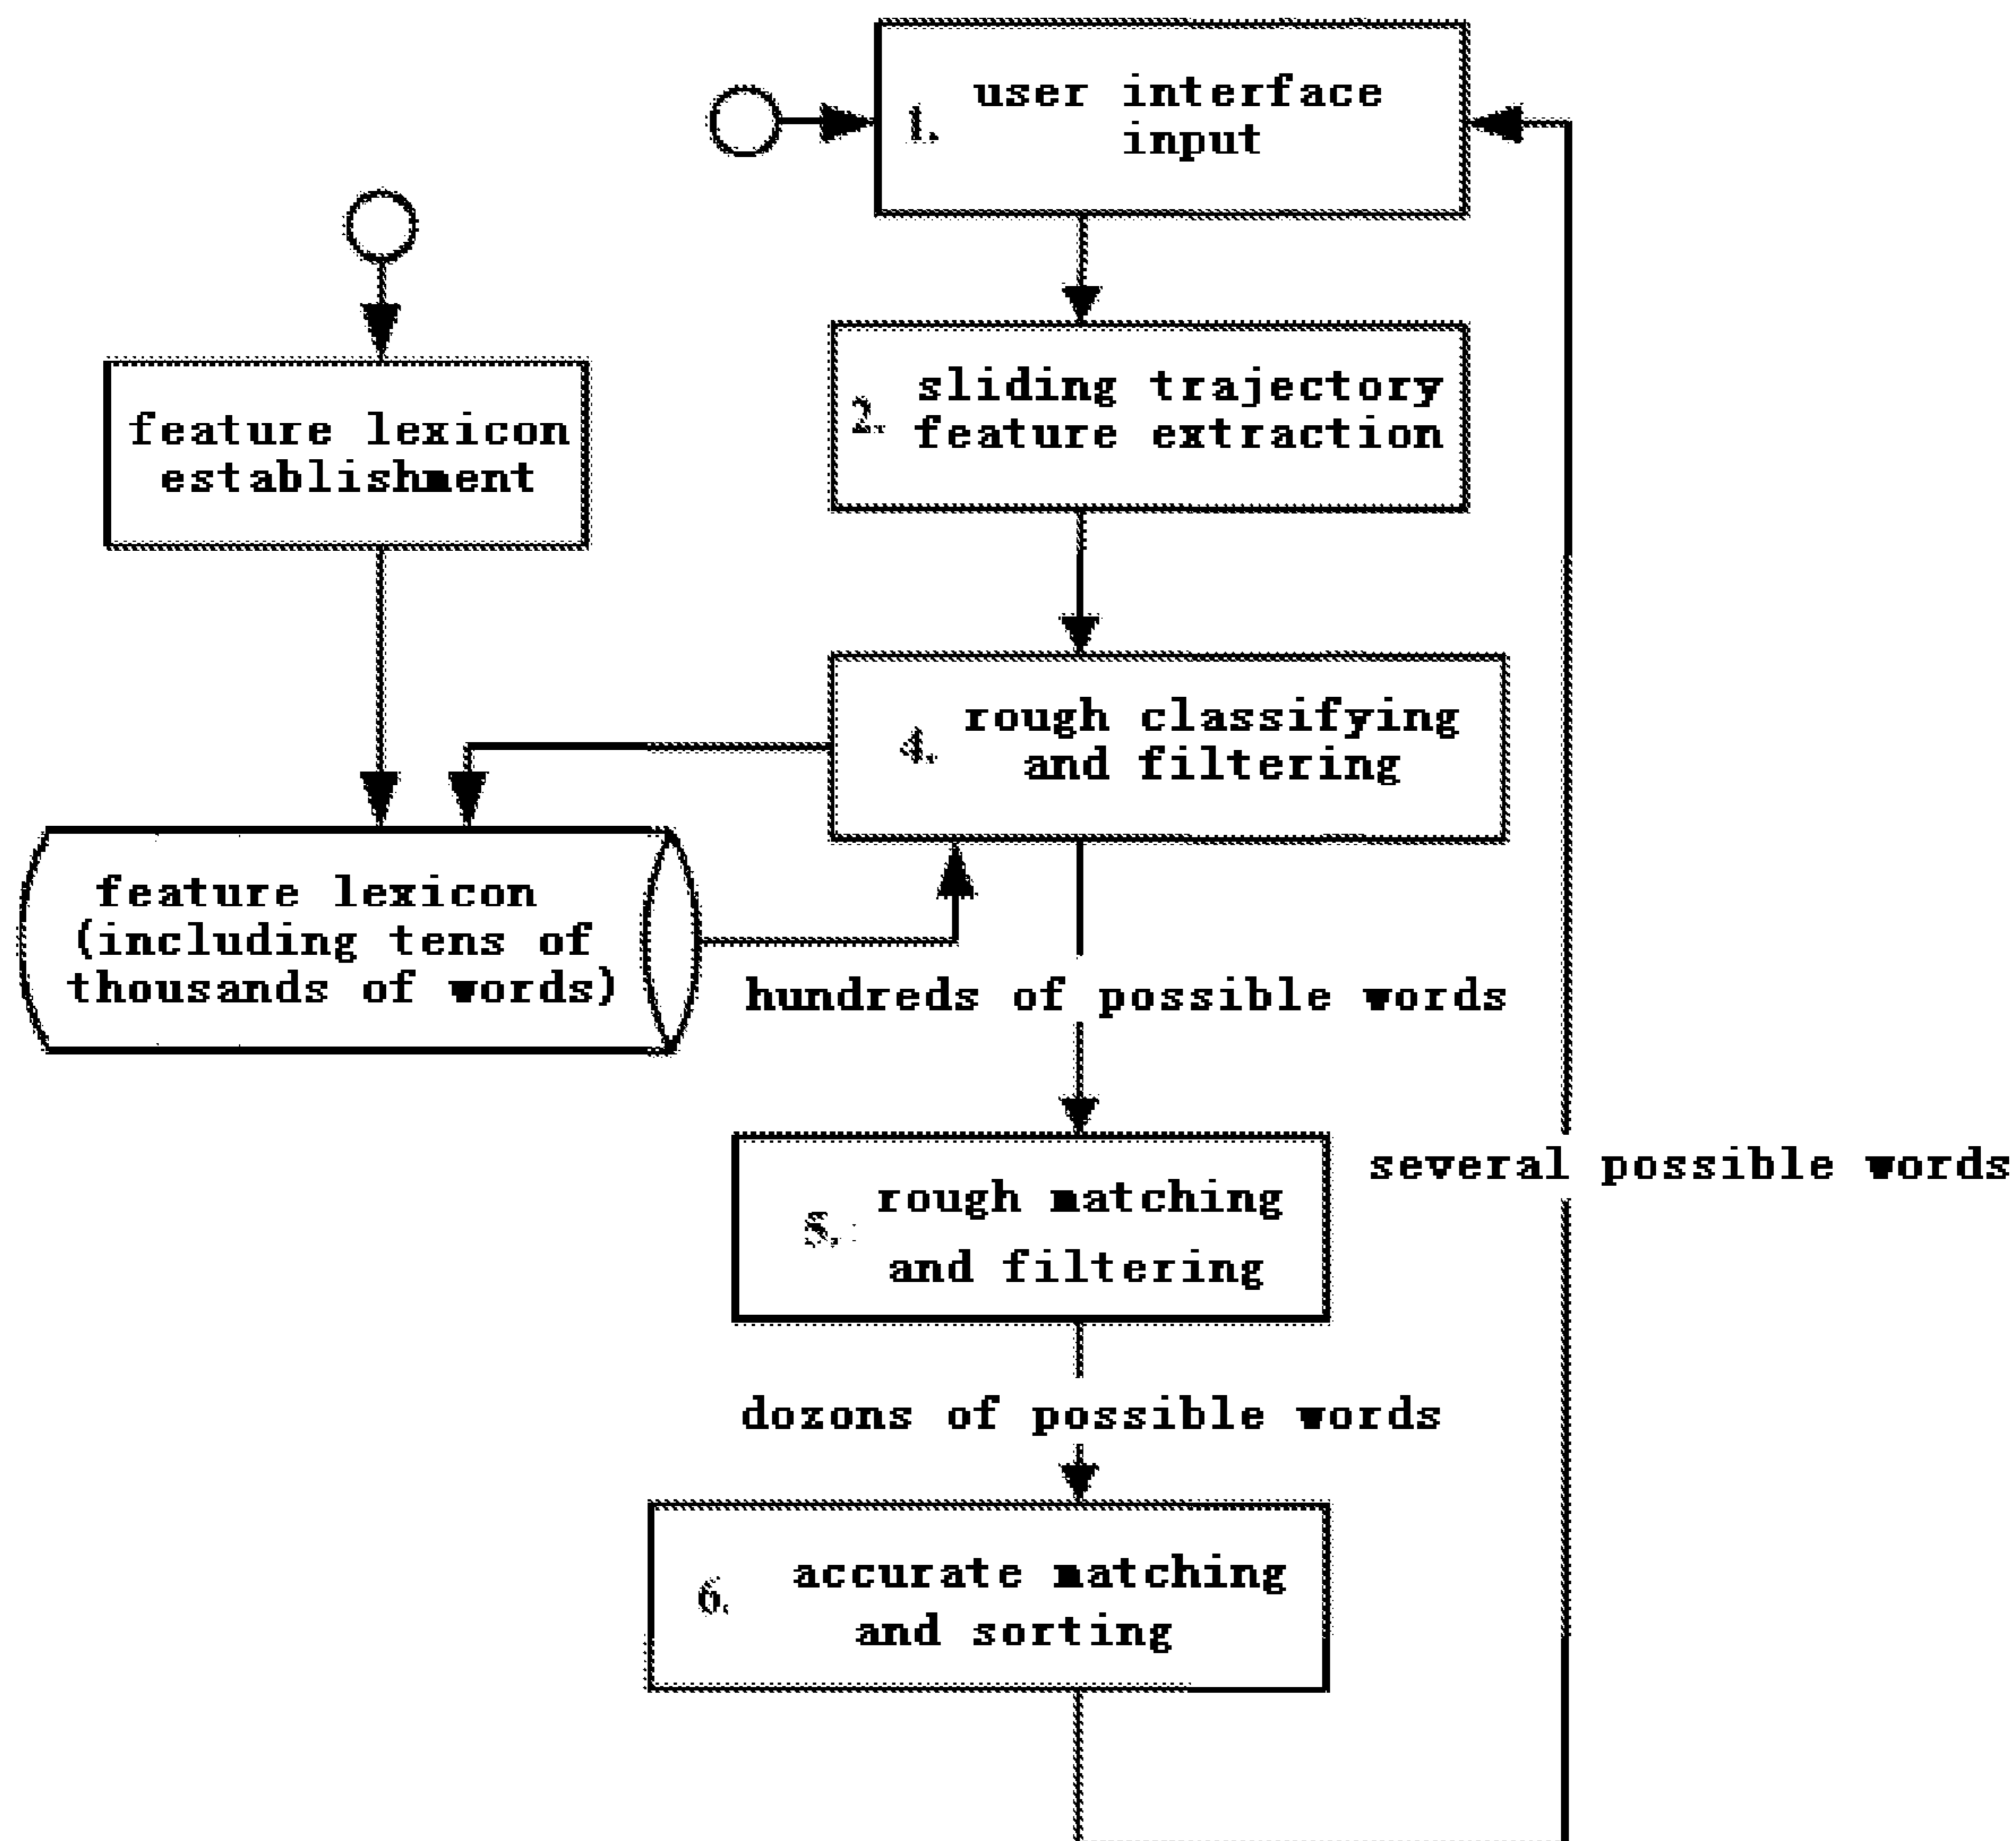 1. user interface
input
2. sliding trajectory
feature extraction
feature lexicon
establishment
4. rough classifying
and filtering
feature lexicon
(including tens of
thousands of words)
hundreds of possible words
several possible words
5. rough matching
and filtering
dozons of possible words
6. accurate matching
and sorting